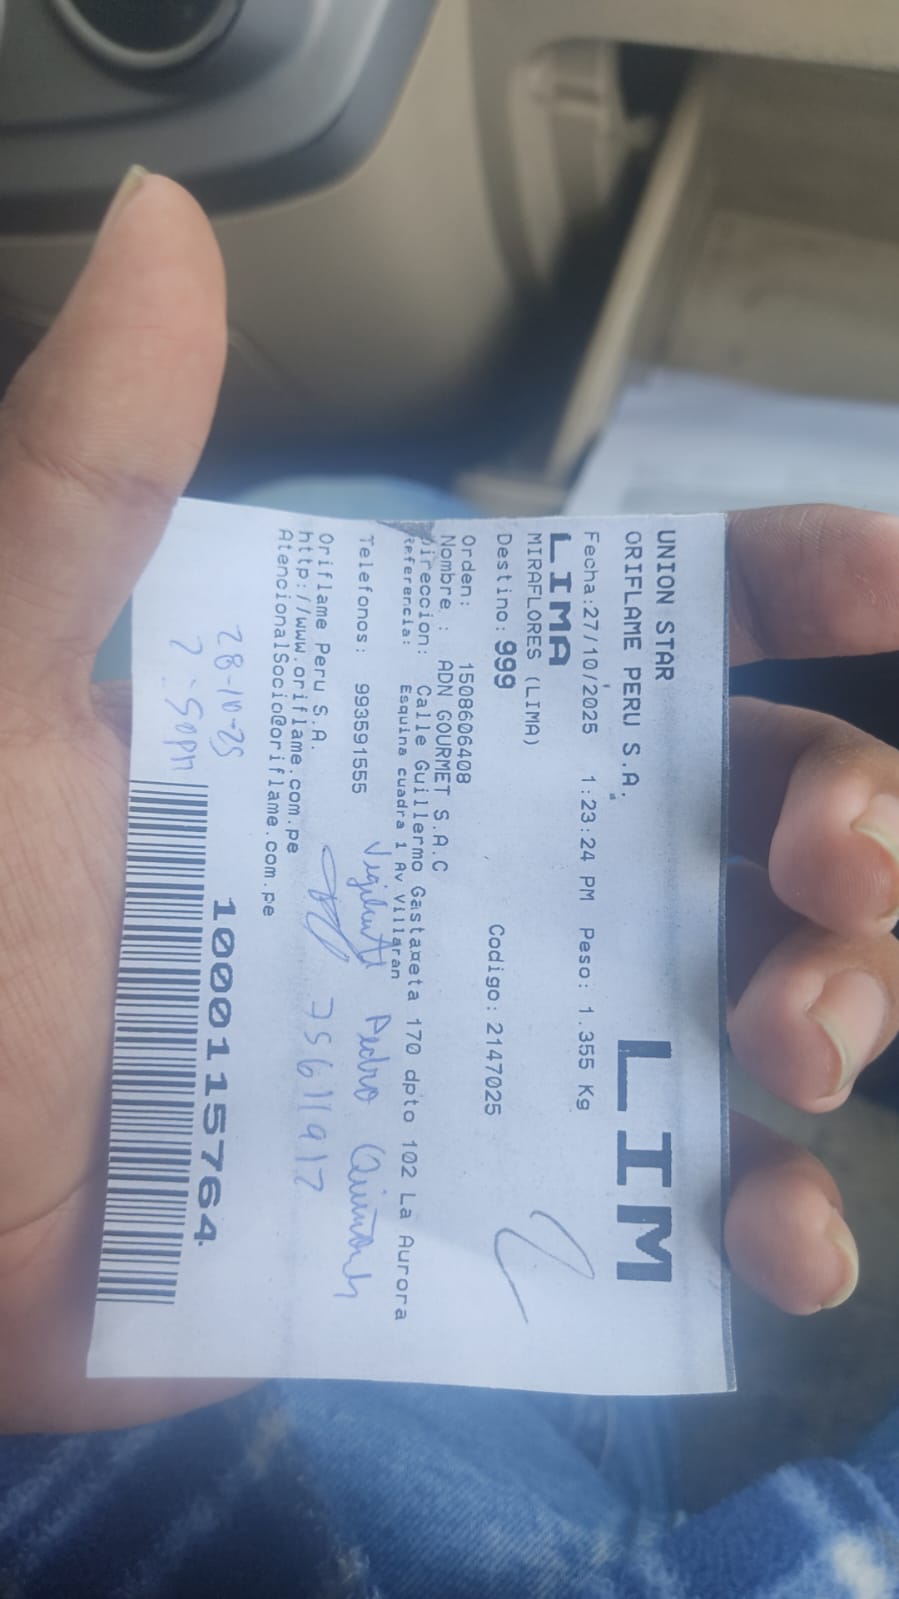 UNION STAR
ORIFLAME PERU S.A.
LIM
Fecha:27/10/2025 1:23:24 PM Peso: 1.355 Kg
LIMA
MIRAFLORES (LIMA)
Destino:999 Codigo:2147025
Orden: 1508606408
Nombre : ADN GOURMET S.A.C
Direccion: Calle Guillermo Gastaxeta 170 dpto 102 La Aurora
Referencia: Esquina cuadra 1 Av Villaran
Telefonos: 993591555
Vigilante Pedro Quiñones
75611917
Oriflame Peru S.A.
http://www.oriflame.com.pe
AtencionalSocio@oriflame.com.pe
28-10-25
2:50pm
1000115764